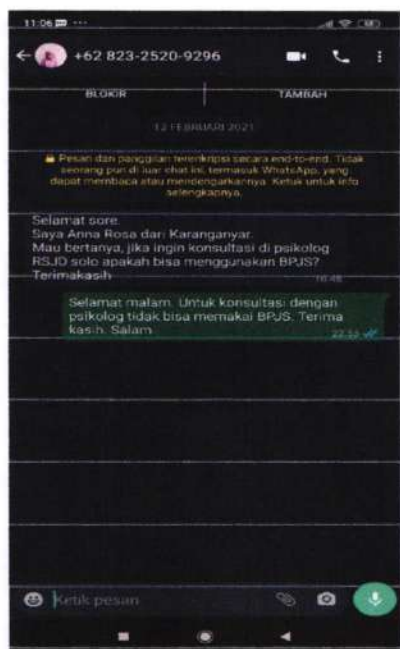 11:06
+62 823-2520-9296
BLOKIR TAMBAH
12 FEBRUARI 2021
Pesan dan panggilan terenkripsi secara end-to-end. Tidak
seorang pun di luar chat ini, termasuk WhatsApp, yang
dapat membaca atau mendengarkannya. Ketuk untuk info
selengkapnya.
Selamat sore.
Saya Anna Rosa dari Karanganyar.
Mau bertanya, jika ingin konsultasi di psikolog
RSJD solo apakah bisa menggunakan BPJS?
Terimakasih
Selamat malam. Untuk konsultasi dengan
psikolog tidak bisa memakai BPJS. Terima
kasih. Salam
Ketik pesan